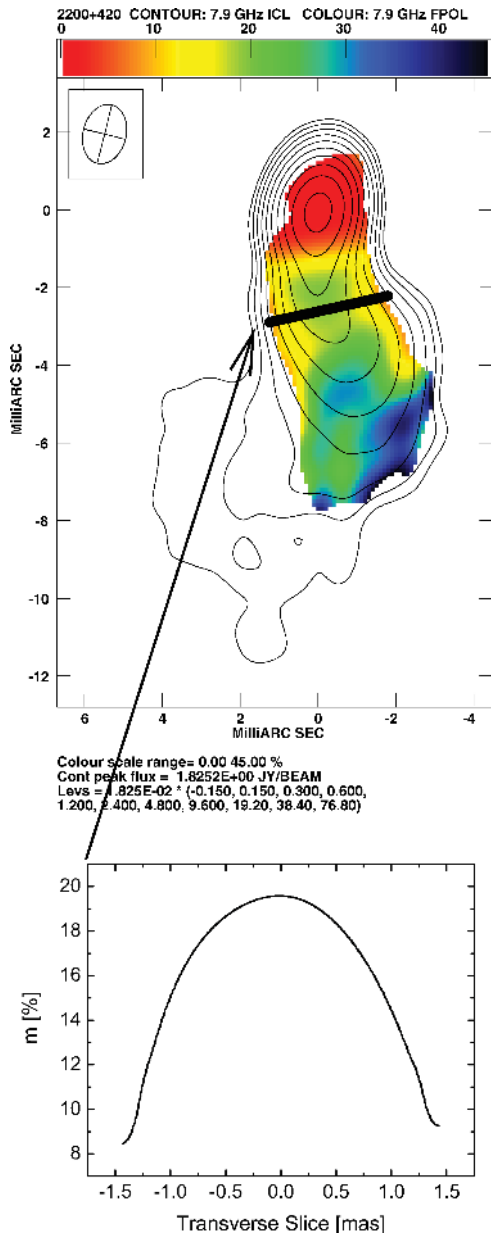 2200+420 CONTOUR: 7.9 GHz ICL COLOUR: 7.9 GHz FPOL
0 10 20 30 40
2
0
-2
-4
-6
-8
-10
-12
MilliARC SEC
6 4 2 0 -2 -4
MilliARC SEC
Colour scale range= 0.00 45.00 %
Cont peak flux = 1.8252E+00 JY/BEAM
Levs = 1.825E-02 * (-0.150, 0.150, 0.300, 0.600,
1.200, 2.400, 4.800, 9.600, 19.20, 38.40, 76.80)
20
18
16
14
12
10
8
m [%]
-1.5 -1.0 -0.5 0.0 0.5 1.0 1.5
Transverse Slice [mas]